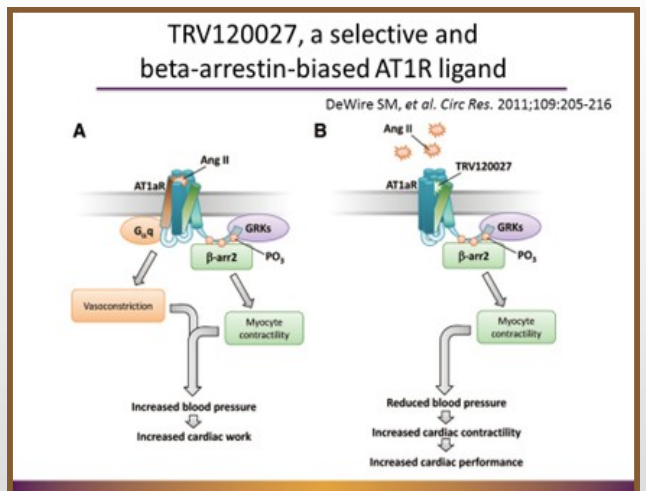 TRV120027, a selective and
beta-arrestin-biased AT1R ligand
DeWire SM, et al. Circ Res. 2011;109:205-216
A
Ang II
AT1aR
Gαq
GRKs
β-arr2
PO3
Vasoconstriction
Myocyte
contractility
Increased blood pressure
Increased cardiac work
B
Ang II
TRV120027
AT1aR
GRKs
β-arr2
PO3
Myocyte
contractility
Reduced blood pressure
Increased cardiac contractility
Increased cardiac performance